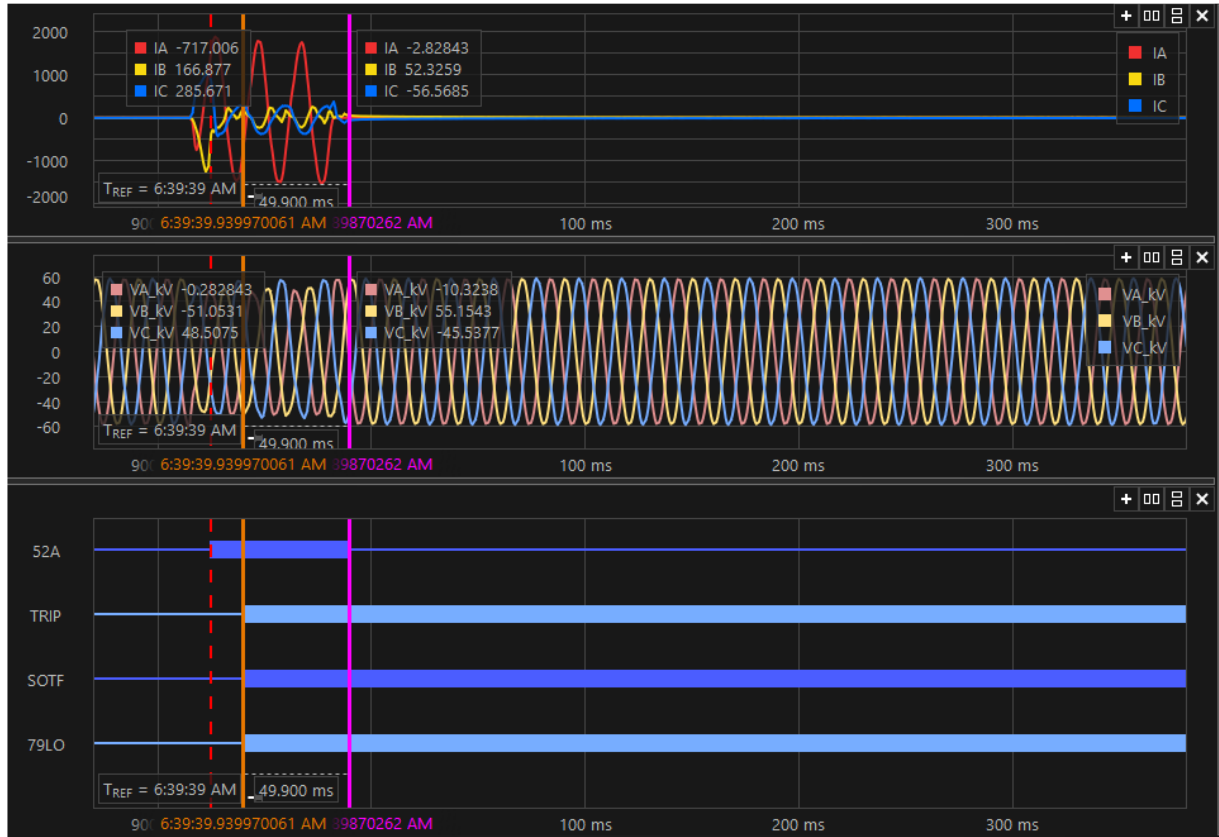 2000
1000
0
-1000
-2000
IA -717.006
IB 166.877
IC 285.671
IA -2.82843
IB 52.3259
IC -56.5685
IA
IB
IC
TREF = 6:39:39 AM
49.900 ms
900 6:39:39.939970061 AM 39870262 AM 100 ms 200 ms 300 ms
60
40
20
0
-20
-40
-60
VA_kV -0.282843
VB_kV -51.0531
VC_kV 48.5075
VA_kV -10.3238
VB_kV 55.1543
VC_kV -45.5377
VA_kV
VB_kV
VC_kV
TREF = 6:39:39 AM
49.900 ms
900 6:39:39.939970061 AM 39870262 AM 100 ms 200 ms 300 ms
52A
TRIP
SOTF
79LO
TREF = 6:39:39 AM
49.900 ms
900 6:39:39.939970061 AM 39870262 AM 100 ms 200 ms 300 ms